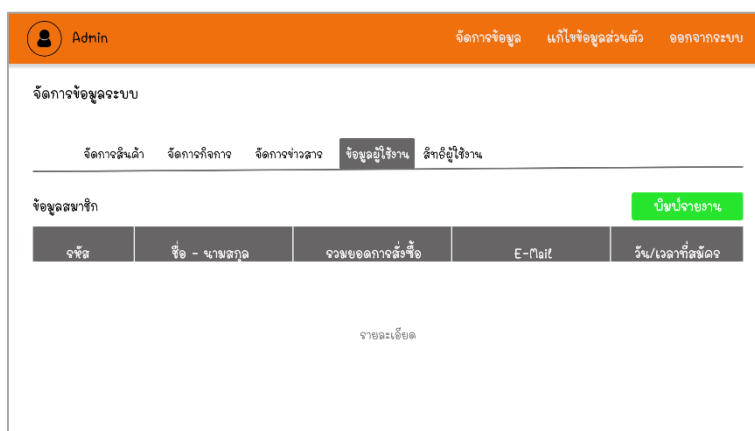 Admin จัดการข้อมูล แก้ไขข้อมูลส่วนตัว ออกจากระบบ
จัดการข้อมูลระบบ
จัดการสินค้า จัดการกิจการ จัดการข่าวสาร ข้อมูลผู้ใช้งาน สิทธิผู้ใช้งาน
ข้อมูลสมาชิก พิมพ์รายงาน
รหัส ชื่อ - นามสกุล รวมยอดการสั่งซื้อ E-Mail วัน/เวลาที่สมัคร
รายละเอียด